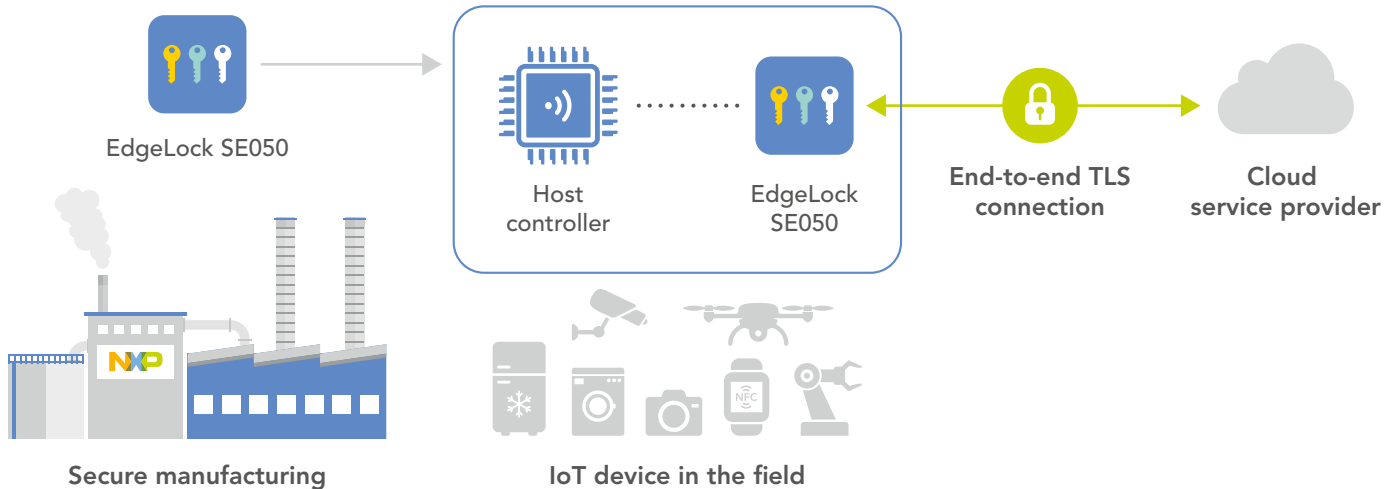 EdgeLock SE050
Host
controller
EdgeLock
SE050
End-to-end TLS
connection
Cloud
service provider
NXP
NFC
Secure manufacturing
IoT device in the field